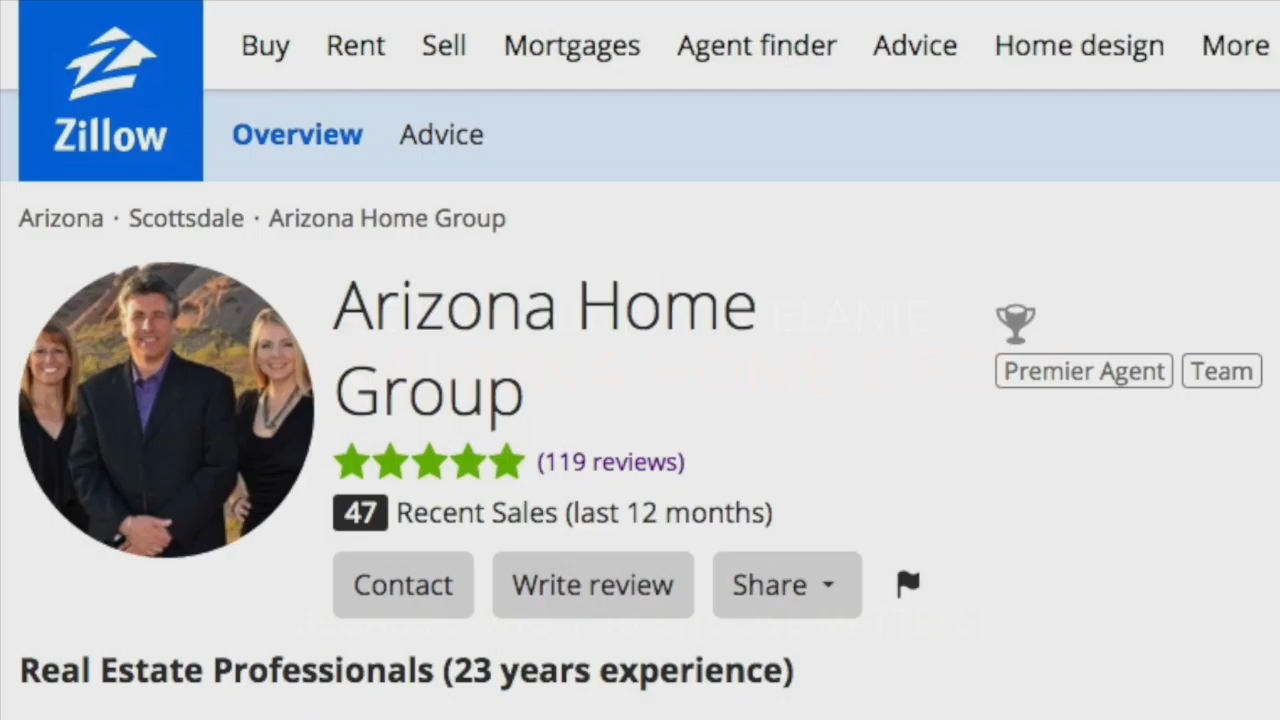 Buy Rent Sell Mortgages Agent finder Advice Home design More
Zillow
Overview Advice
Arizona · Scottsdale · Arizona Home Group
Arizona Home
Group
ELANIE
Premier Agent Team
(119 reviews)
47 Recent Sales (last 12 months)
Contact Write review Share
Real Estate Professionals (23 years experience)